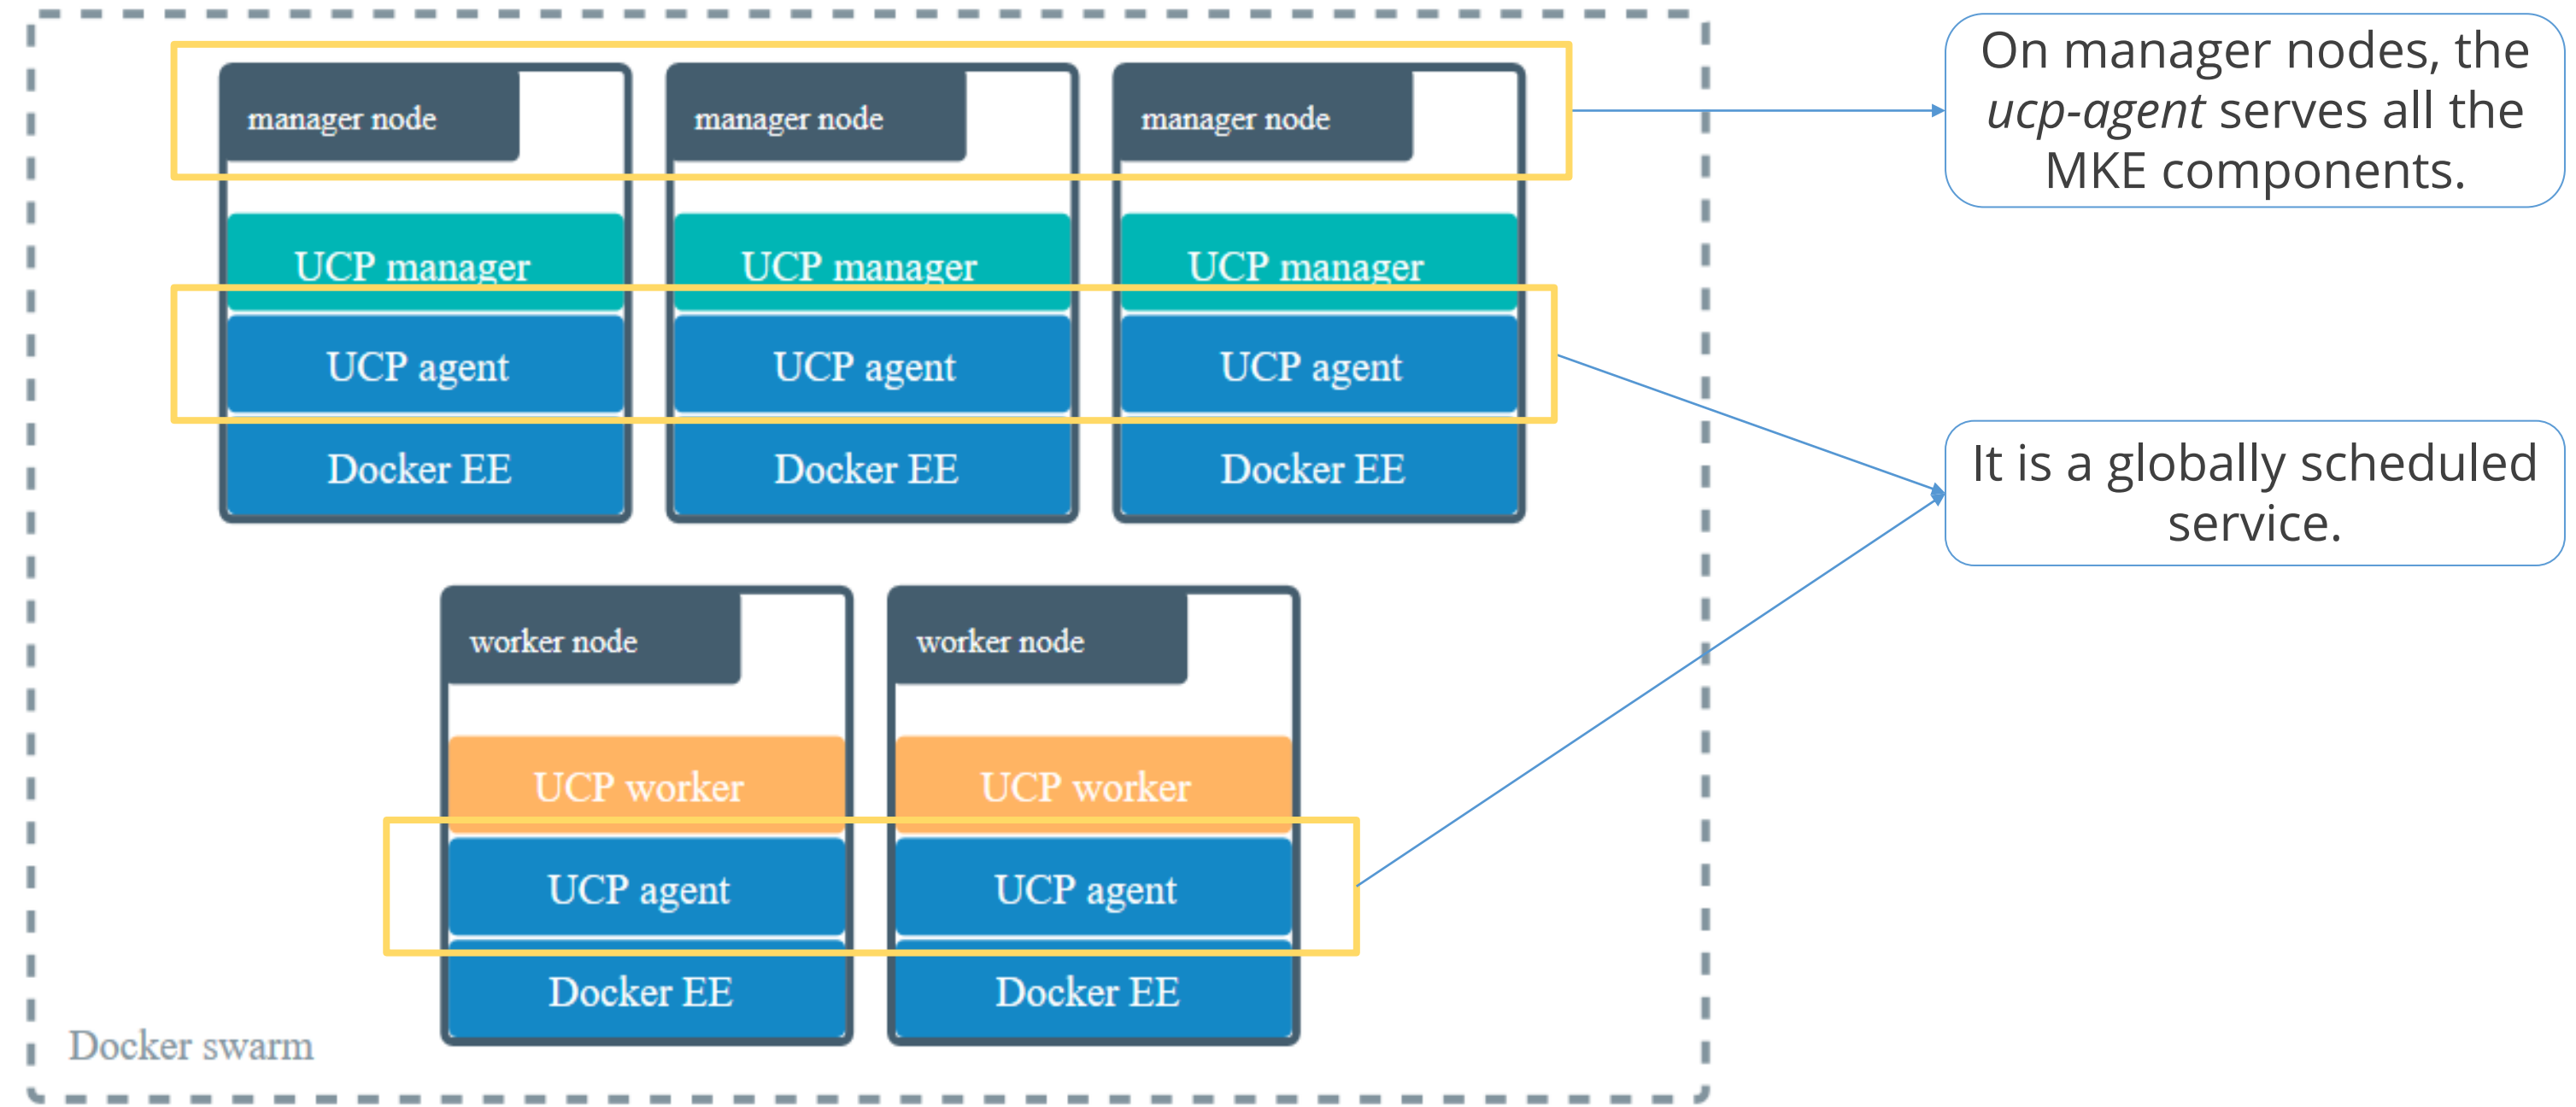 manager node
manager node
manager node
UCP manager
UCP manager
UCP manager
UCP agent
UCP agent
UCP agent
Docker EE
Docker EE
Docker EE
worker node
worker node
UCP worker
UCP worker
UCP agent
UCP agent
Docker EE
Docker EE
Docker swarm
On manager nodes, the
ucp-agent serves all the
MKE components.
It is a globally scheduled
service.